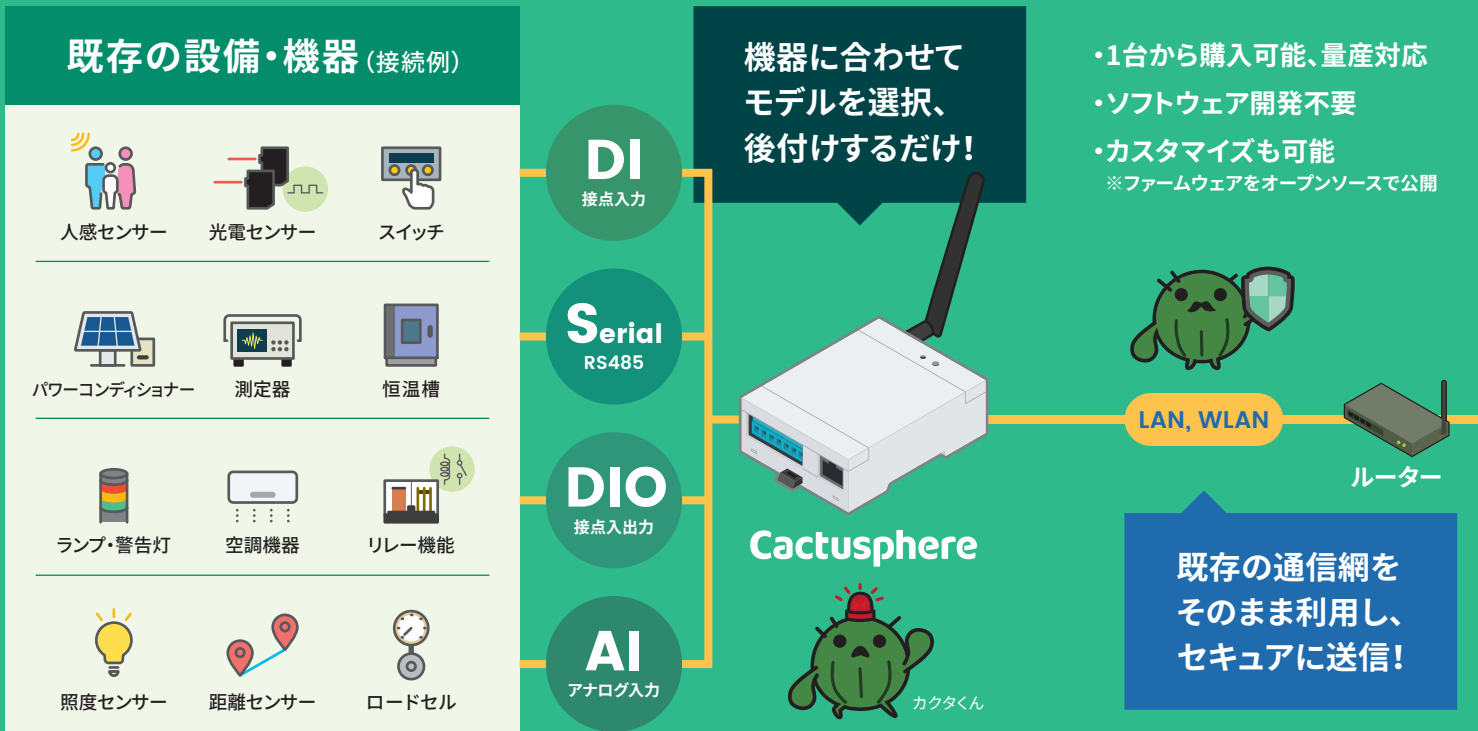 既存の設備・機器(接続例)
人感センサー
光電センサー
スイッチ
パワーコンディショナー
測定器
恒温槽
ランプ・警告灯
空調機器
リレー機能
照度センサー
距離センサー
ロードセル
DI
接点入力
Serial
RS485
DIO
接点入出力
AI
アナログ入力
機器に合わせて
モデルを選択、
後付けするだけ!
Cactusphere
カクタくん
・1台から購入可能、量産対応
・ソフトウェア開発不要
・カスタマイズも可能
※ファームウェアをオープンソースで公開
LAN, WLAN
ルーター
既存の通信網を
そのまま利用し、
セキュアに送信!